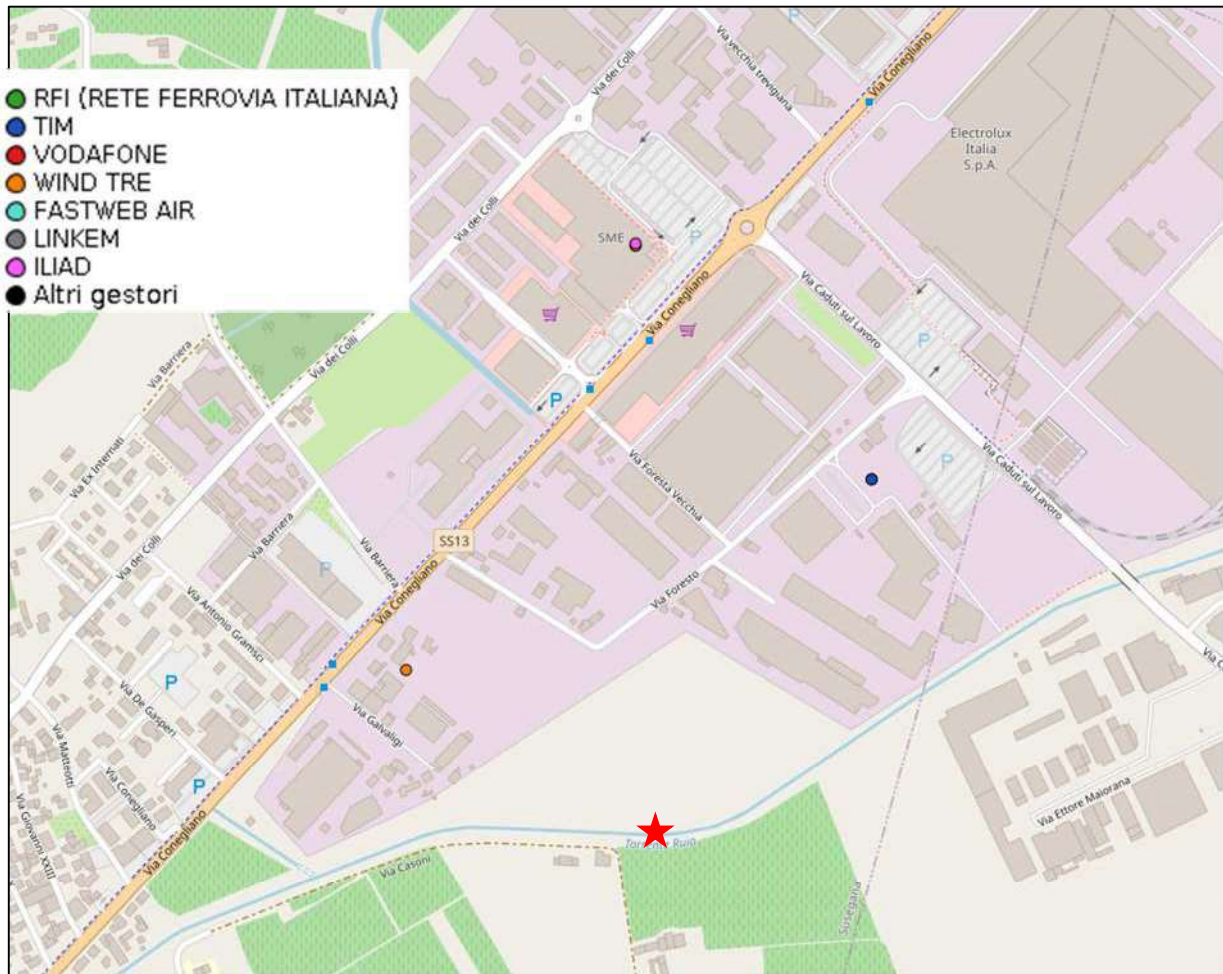 RFI (RETE FERROVIA ITALIANA)
TIM
VODAFONE
WIND TRE
FASTWEB AIR
LINKEM
ILIAD
Altri gestori
P
Via vecchia trevigiana
Via Conegliano
Via dei Colli
Electrolux
Italia
S.p.A.
Via dei Colli
SME
P
Via Conegliano
Via Caduti sul Lavoro
P
Via Barriera
Via dei Colli
P
Via Ex Internati
Via Foresta Vecchia
P
Via Caduti sul Lavoro
SS13
Via Barriera
Via dei Colli
P
Via Barriera
Via Conegliano
Via Foresto
Via Antonio Gramsci
P
Via De Gasperi
Via Galvaligi
Via Matteotti
P
Via Conegliano
Via Giovanni XXIII
Via Conegliano
Via Ettore Maiorana
Via Casoni
Susegana